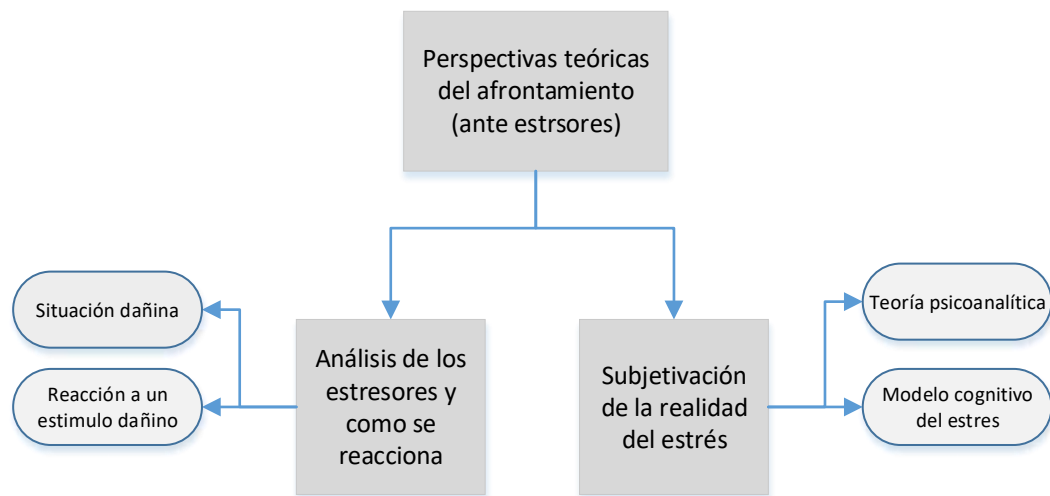 Perspectivas teóricas
del afrontamiento
(ante estrsores)
Situación dañina
Reacción a un
estimulo dañino
Análisis de los
estresores y
como se
reacciona
Subjetivación
de la realidad
del estrés
Teoría psicoanalítica
Modelo cognitivo
del estres